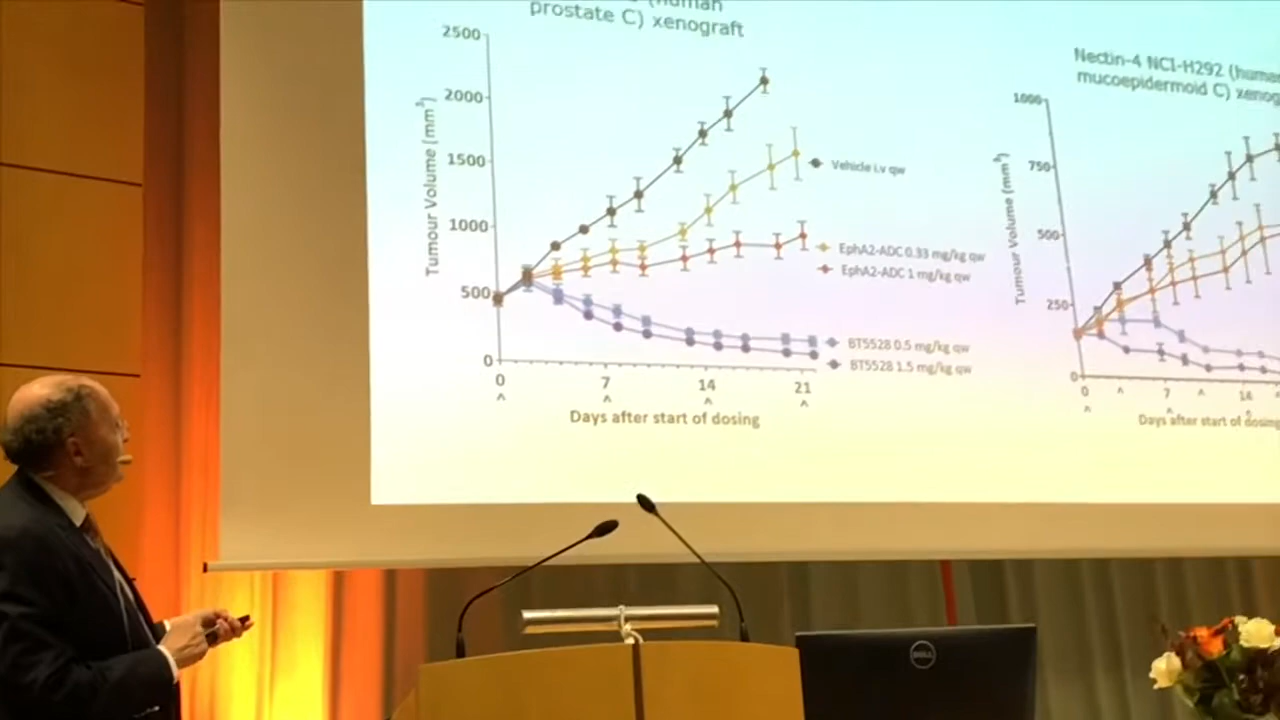 (human
prostate C) xenograft
2500
2000
1500
1000
500
0
Tumour Volume (mm³)
0 7 14 21
^ ^ ^ ^
Days after start of dosing
Vehicle i.v qw
EphA2-ADC 0.33 mg/kg qw
EphA2-ADC 1 mg/kg qw
BT5528 0.5 mg/kg qw
BT5528 1.5 mg/kg qw
Nectin-4 NCI-H292 (human
mucoepidermoid C) xenog
1000
750
500
250
0
Tumour Volume (mm³)
0 7 14
Days after start of dosing
DELL